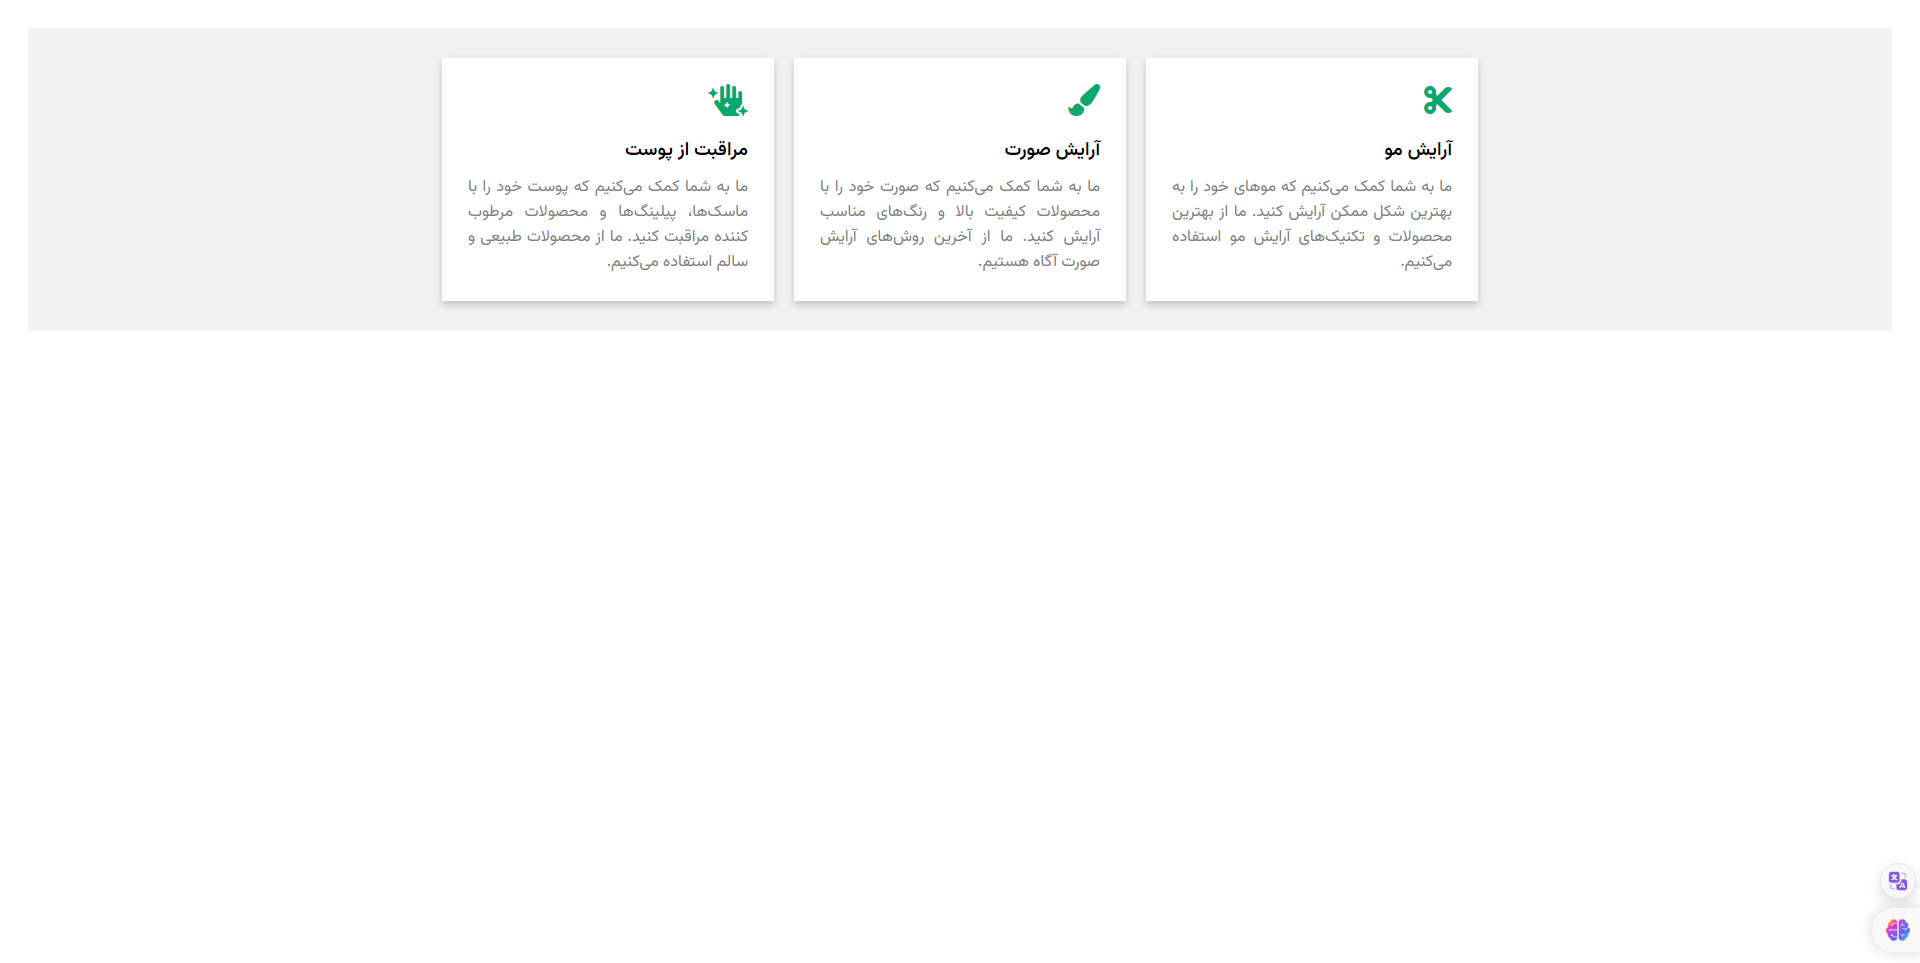 آرایش مو
ما به شما کمک می‌کنیم که موهای خود را به
بهترین شکل ممکن آرایش کنید. ما از بهترین
محصولات و تکنیک‌های آرایش مو استفاده
می‌کنیم.
آرایش صورت
ما به شما کمک می‌کنیم که صورت خود را با
محصولات کیفیت بالا و رنگ‌های مناسب
آرایش کنید. ما از آخرین روش‌های آرایش
صورت آگاه هستیم.
مراقبت از پوست
ما به شما کمک می‌کنیم که پوست خود را با
ماسک‌ها، پیلینگ‌ها و محصولات مرطوب
کننده مراقبت کنید. ما از محصولات طبیعی و
سالم استفاده می‌کنیم.